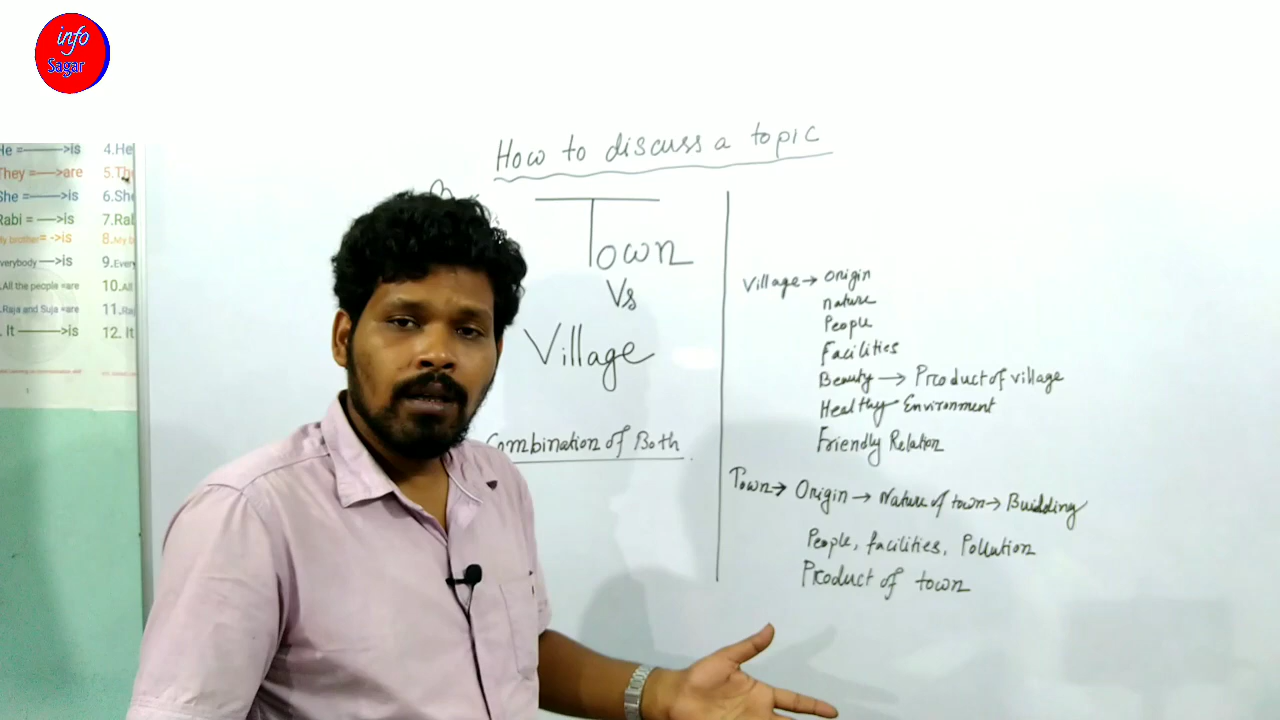 info
Sagar
How to discuss a topic
He =——>is
They =—>are
She =——>is
Rabi = —>is
My brother= ->is
everybody —>is
.All the people =are
.Raja and Suja =are
. It ———>is
4.He
5.Th
6.She
7.Ral
8.My b
9.Every
10.All
11.Raj
12. It
Town
Vs
Village
Combination of Both
Village → Origin
nature
People
Facilities
Beauty → Product of village
Healthy Environment
Friendly Relation
Town → Origin → Nature of town → Building
People, facilities, Pollution
Product of town